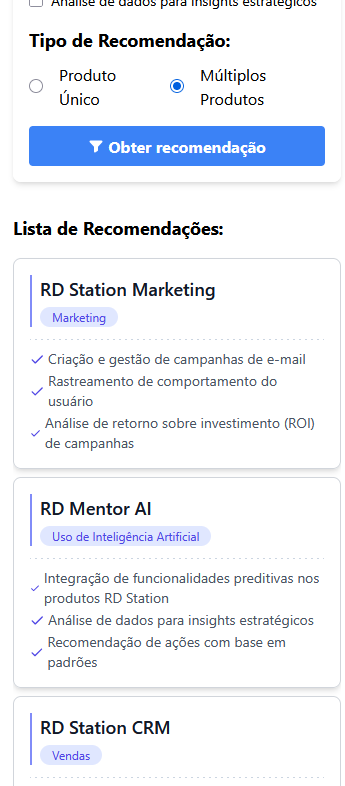 Análise de dados para insights estratégicos
Tipo de Recomendação:
Produto
Único
Múltiplos
Produtos
Obter recomendação
Lista de Recomendações:
RD Station Marketing
Marketing
Criação e gestão de campanhas de e-mail
Rastreamento de comportamento do
usuário
Análise de retorno sobre investimento (ROI)
de campanhas
RD Mentor AI
Uso de Inteligência Artificial
Integração de funcionalidades preditivas nos
produtos RD Station
Análise de dados para insights estratégicos
Recomendação de ações com base em
padrões
RD Station CRM
Vendas